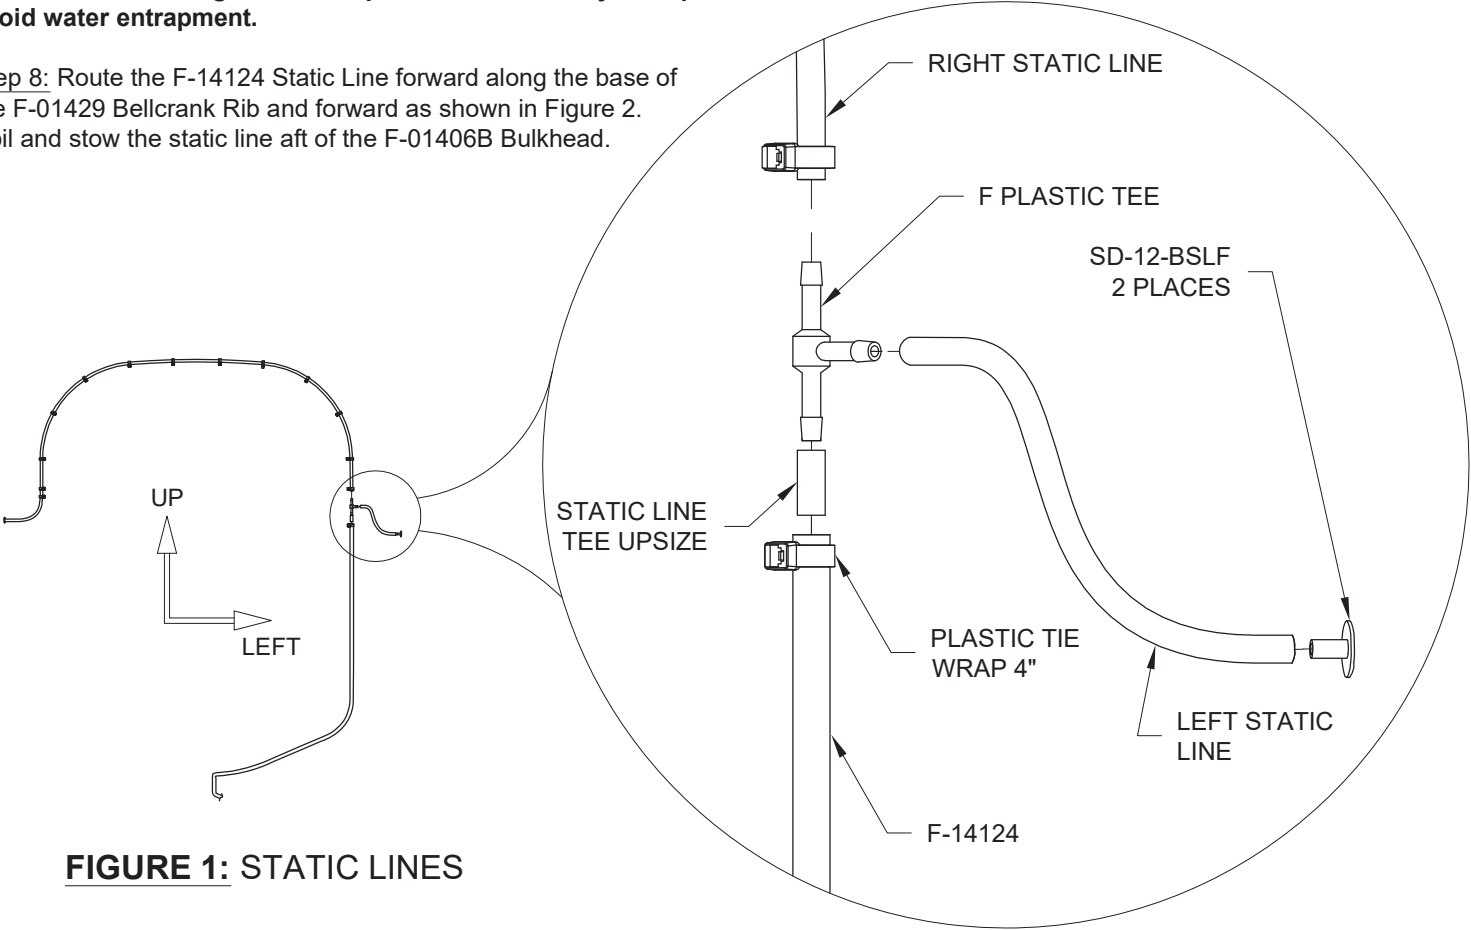 oid water entrapment.
ep 8: Route the F-14124 Static Line forward along the base of
e F-01429 Bellcrank Rib and forward as shown in Figure 2.
oil and stow the static line aft of the F-01406B Bulkhead.
RIGHT STATIC LINE
F PLASTIC TEE
SD-12-BSLF
2 PLACES
UP
LEFT
STATIC LINE
TEE UPSIZE
PLASTIC TIE
WRAP 4"
LEFT STATIC
LINE
F-14124
FIGURE 1: STATIC LINES